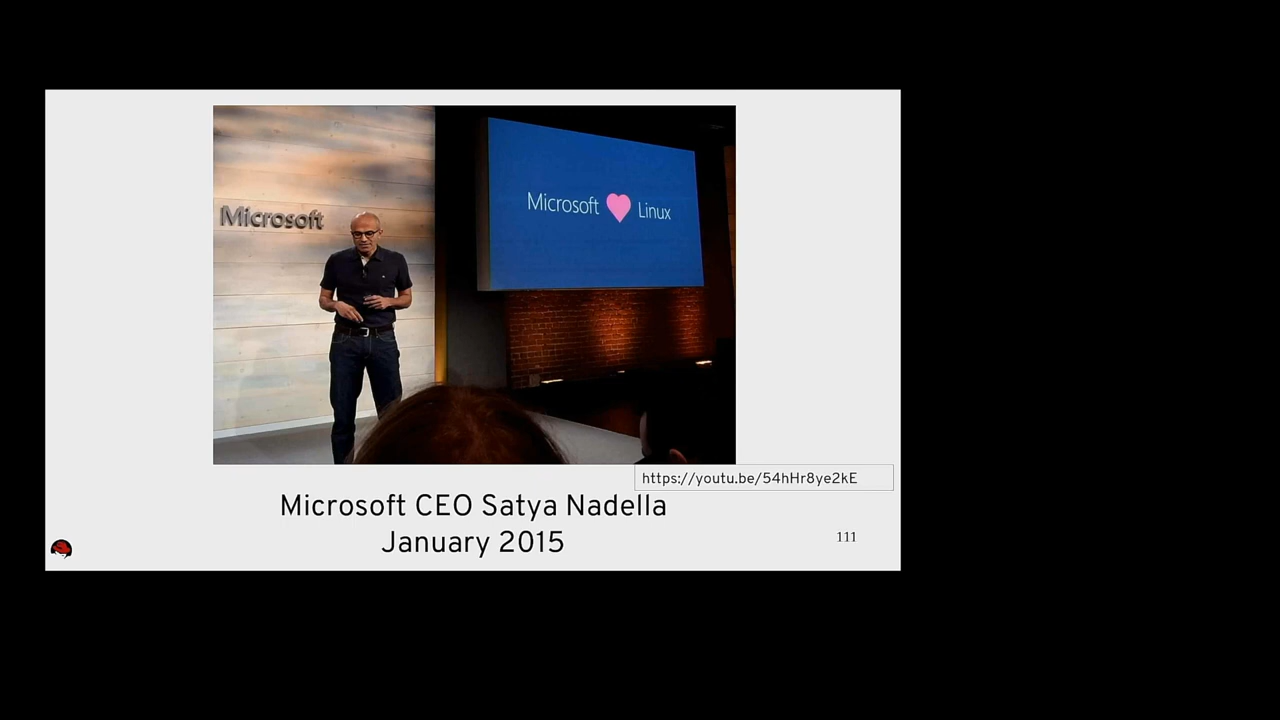 Microsoft
Microsoft Linux
https://youtu.be/54hHr8ye2kE
Microsoft CEO Satya Nadella
January 2015
111